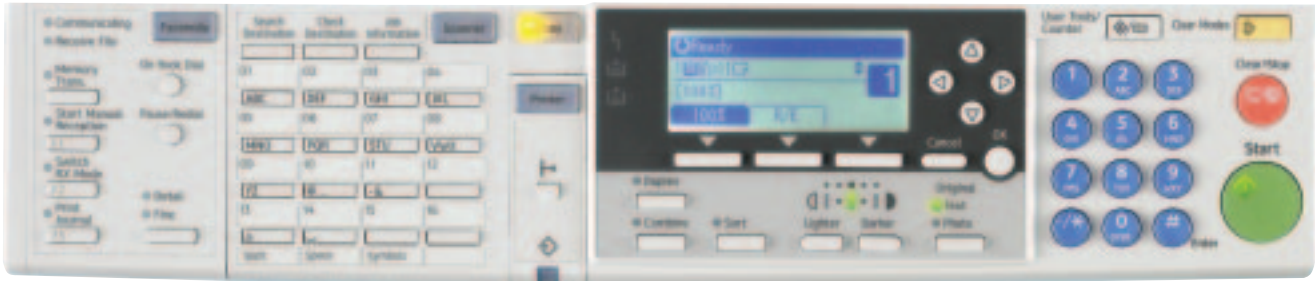 Communicating
Receive File
Facsimile
Memory
Trans.
On Hook Dial
Start Manual
Reception
Pause/Redial
Switch
RX Mode
Print
Journal
Detail
Fine
Search
Destination
Check
Destination
Job
Information
Scanner
01 02 03 04
ABC DEF GHI JKL
05 06 07 08
MNO PQR STU VWX
09 10 11 12
YZ @ -&
13 14 15 16
Shift Space Symbols
Copy
Printer
Ready
100%
100% R/E
Cancel
OK
Duplex
Combine
Sort
Lighter
Darker
Original
Text
Photo
User Tools/
Counter
Clear Modes
1 2 3
ABC DEF
4 5 6
7 8 9
*/✱ 0 #
Enter
Clear/Stop
C/
Start